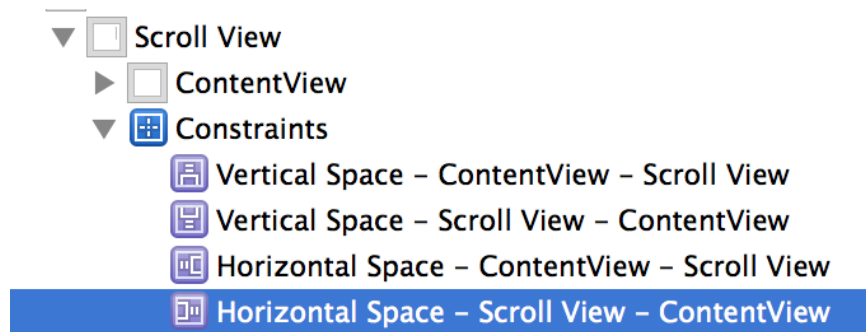 Scroll View
ContentView
Constraints
Vertical Space – ContentView – Scroll View
Vertical Space – Scroll View – ContentView
Horizontal Space – ContentView – Scroll View
Horizontal Space – Scroll View – ContentView